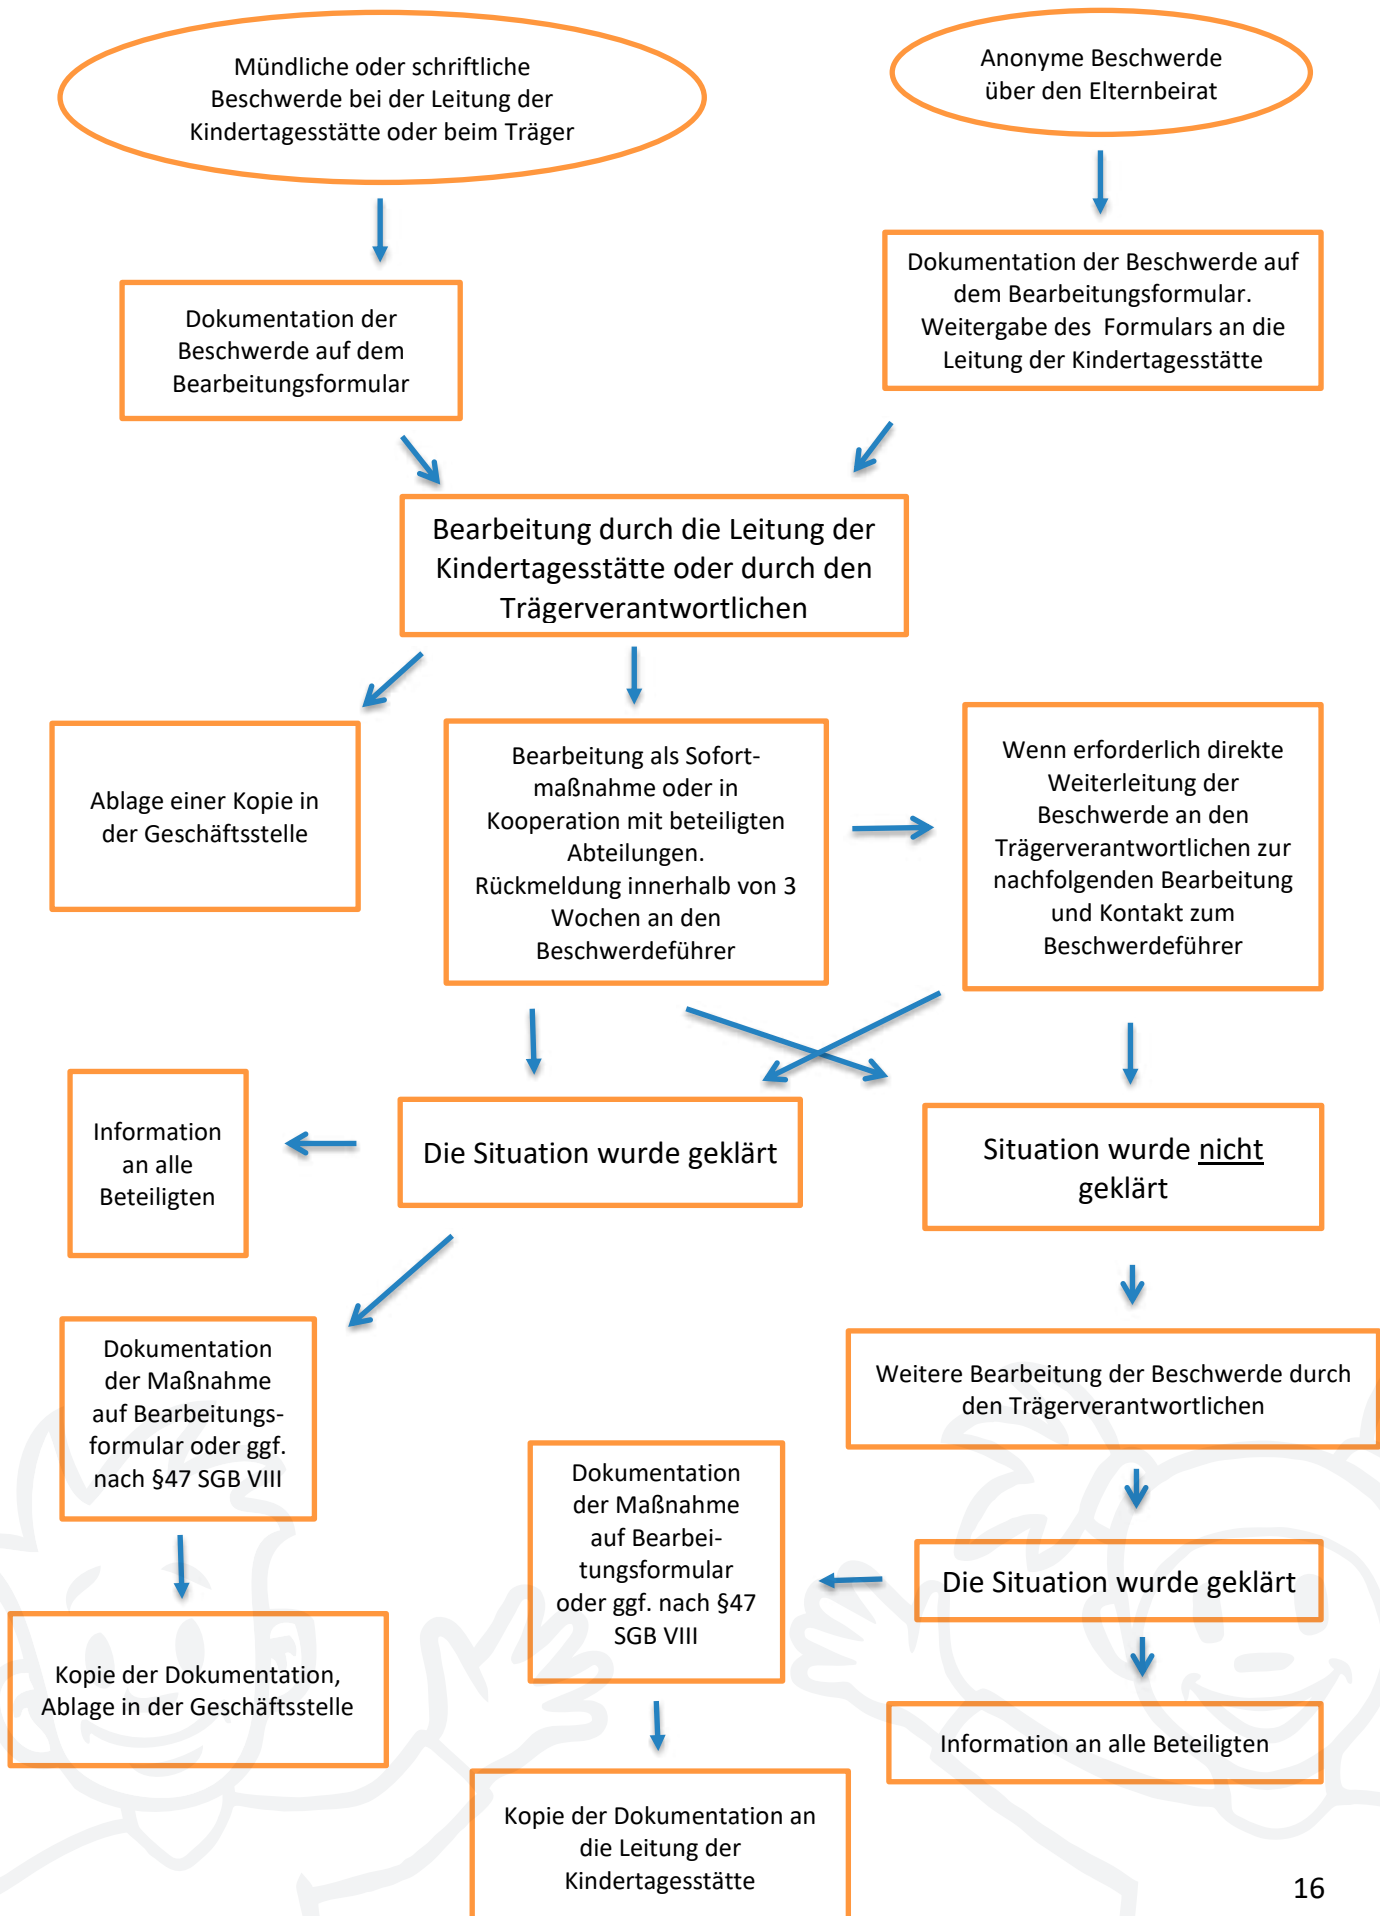 Mündliche oder schriftliche
Beschwerde bei der Leitung der
Kindertagesstätte oder beim Träger
Anonyme Beschwerde
über den Elternbeirat
Dokumentation der
Beschwerde auf dem
Bearbeitungsformular
Dokumentation der Beschwerde auf
dem Bearbeitungsformular.
Weitergabe des  Formulars an die
Leitung der Kindertagesstätte
Bearbeitung durch die Leitung der
Kindertagesstätte oder durch den
Trägerverantwortlichen
Ablage einer Kopie in
der Geschäftsstelle
Bearbeitung als Sofort-
maßnahme oder in
Kooperation mit beteiligten
Abteilungen.
Rückmeldung innerhalb von 3
Wochen an den
Beschwerdeführer
Wenn erforderlich direkte
Weiterleitung der
Beschwerde an den
Trägerverantwortlichen zur
nachfolgenden Bearbeitung
und Kontakt zum
Beschwerdeführer
Information
an alle
Beteiligten
Die Situation wurde geklärt
Situation wurde nicht
geklärt
Dokumentation
der Maßnahme
auf Bearbeitungs-
formular oder ggf.
nach §47 SGB VIII
Weitere Bearbeitung der Beschwerde durch
den Trägerverantwortlichen
Dokumentation
der Maßnahme
auf Bearbei-
tungsformular
oder ggf. nach §47
SGB VIII
Die Situation wurde geklärt
Kopie der Dokumentation,
Ablage in der Geschäftsstelle
Information an alle Beteiligten
Kopie der Dokumentation an
die Leitung der
Kindertagesstätte
16